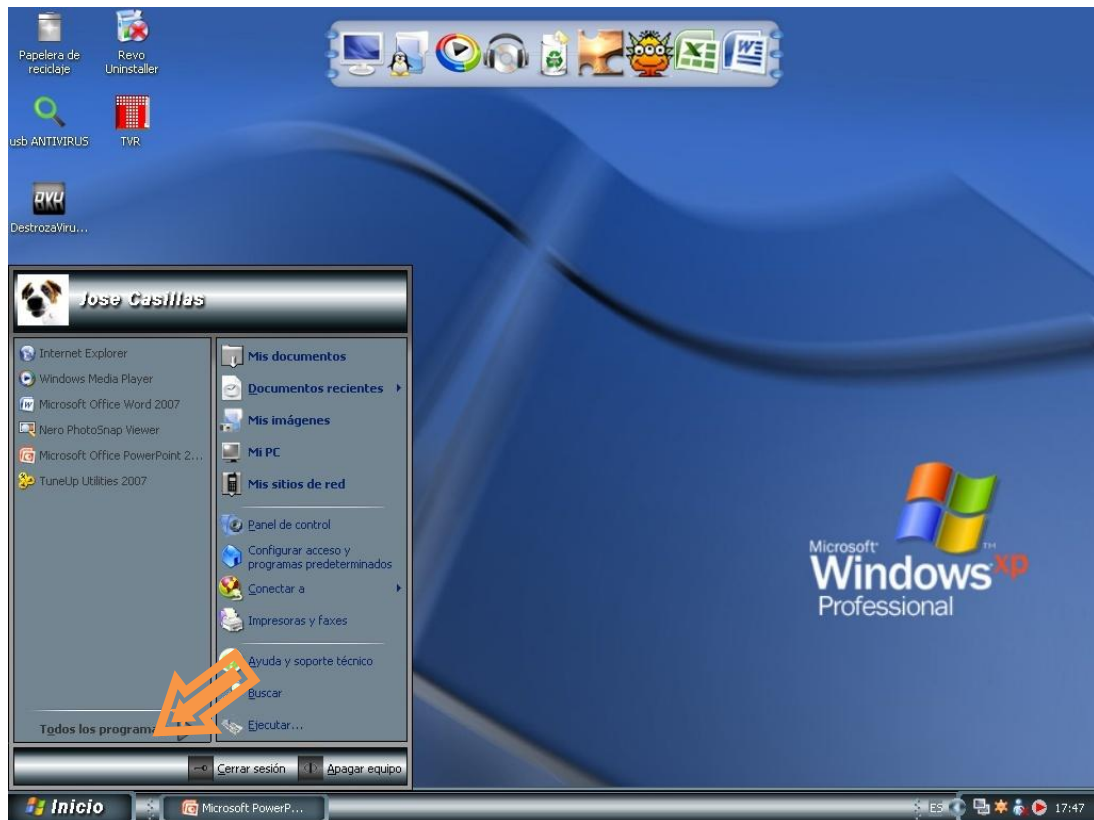 Papelera de
reciclaje
Revo
Uninstaller
usb ANTIVIRUS
TVR
DestrozaViru...
Jose Casillas
Internet Explorer
Windows Media Player
Microsoft Office Word 2007
Nero PhotoSnap Viewer
Microsoft Office PowerPoint 2...
TuneUp Utilities 2007
Todos los
Mis documentos
Documentos recientes
Mis imágenes
Mi PC
Mis sitios de red
Panel de control
Configurar acceso y
programas predeterminados
Conectar a
Impresoras y faxes
Ayuda y soporte técnico
Buscar
Ejecutar...
Cerrar sesión
Apagar equipo
Microsoft
Windows xp
Professional
Inicio
Microsoft PowerP...
ES
17:47